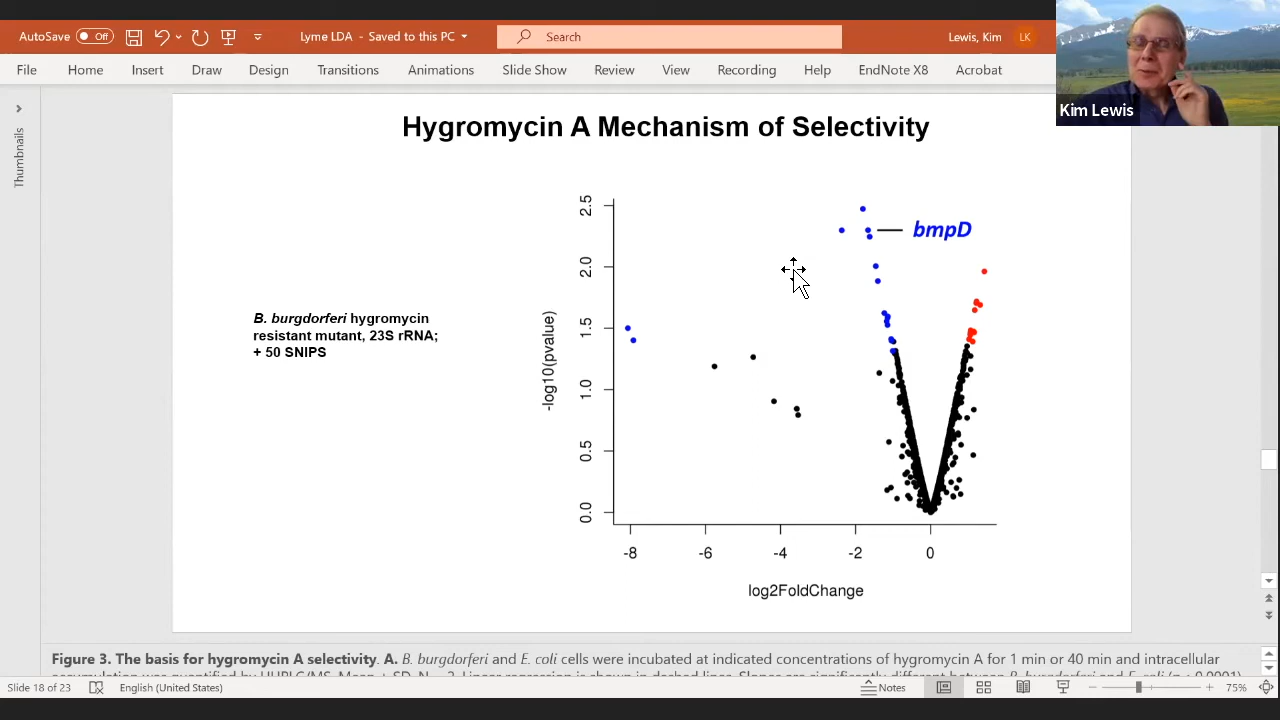 AutoSave Off Lyme LDA - Saved to this PC Search Lewis, Kim LK
File Home Insert Draw Design Transitions Animations Slide Show Review View Recording Help EndNote X8 Acrobat
Kim Lewis
Thumbnails
Hygromycin A Mechanism of Selectivity
B. burgdorferi hygromycin
resistant mutant, 23S rRNA;
+ 50 SNIPS
-log10(pvalue)
2.5
2.0
1.5
1.0
0.5
0.0
bmpD
-8 -6 -4 -2 0
log2FoldChange
Figure 3. The basis for hygromycin A selectivity. A. B. burgdorferi and E. coli cells were incubated at indicated concentrations of hygromycin A for 1 min or 40 min and intracellular
Slide 18 of 23 English (United States) Notes 75%